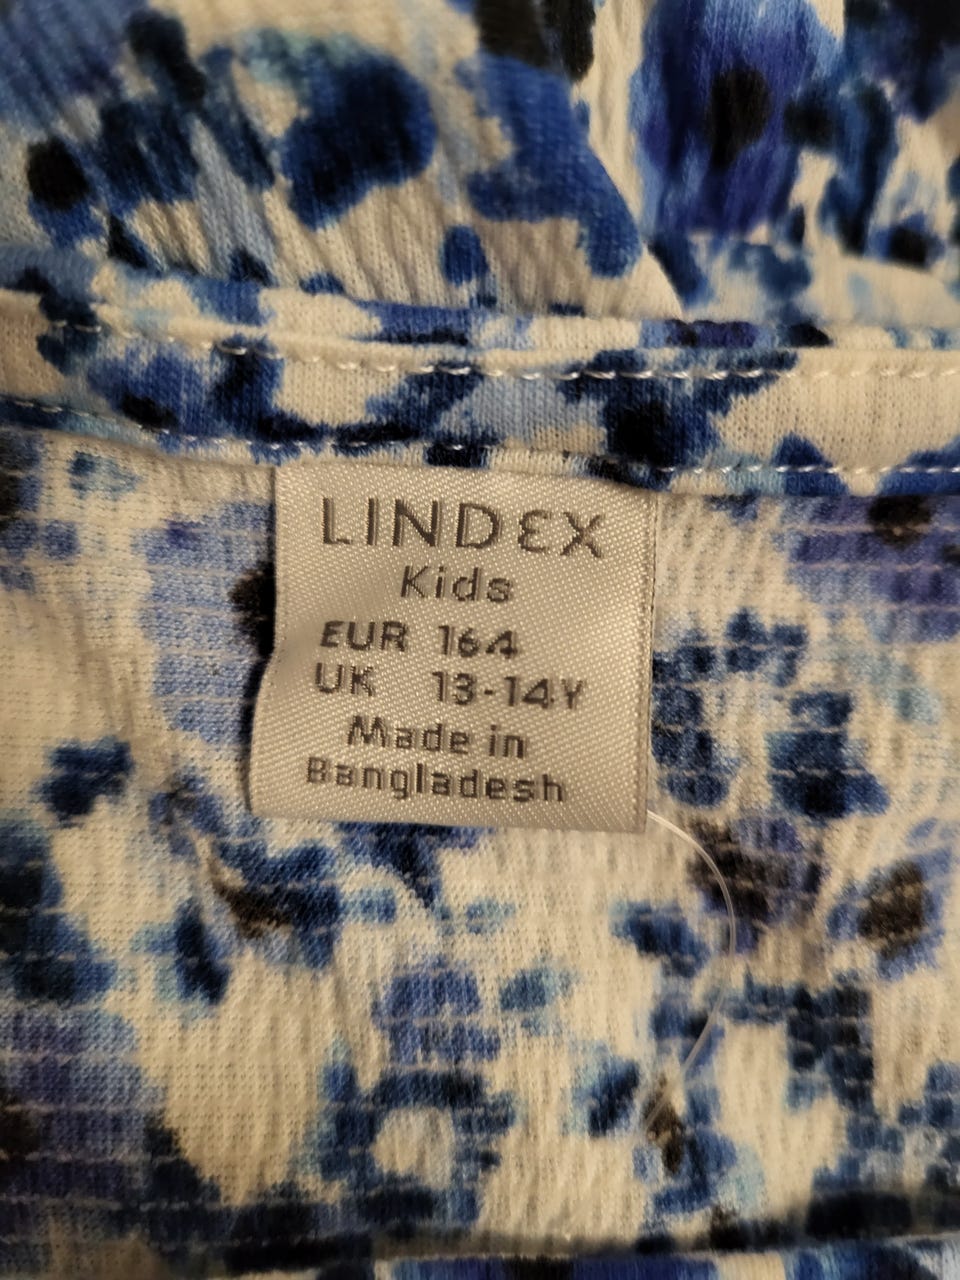 LINDEX
Kids
EUR 164
UK 13-14Y
Made in
Bangladesh